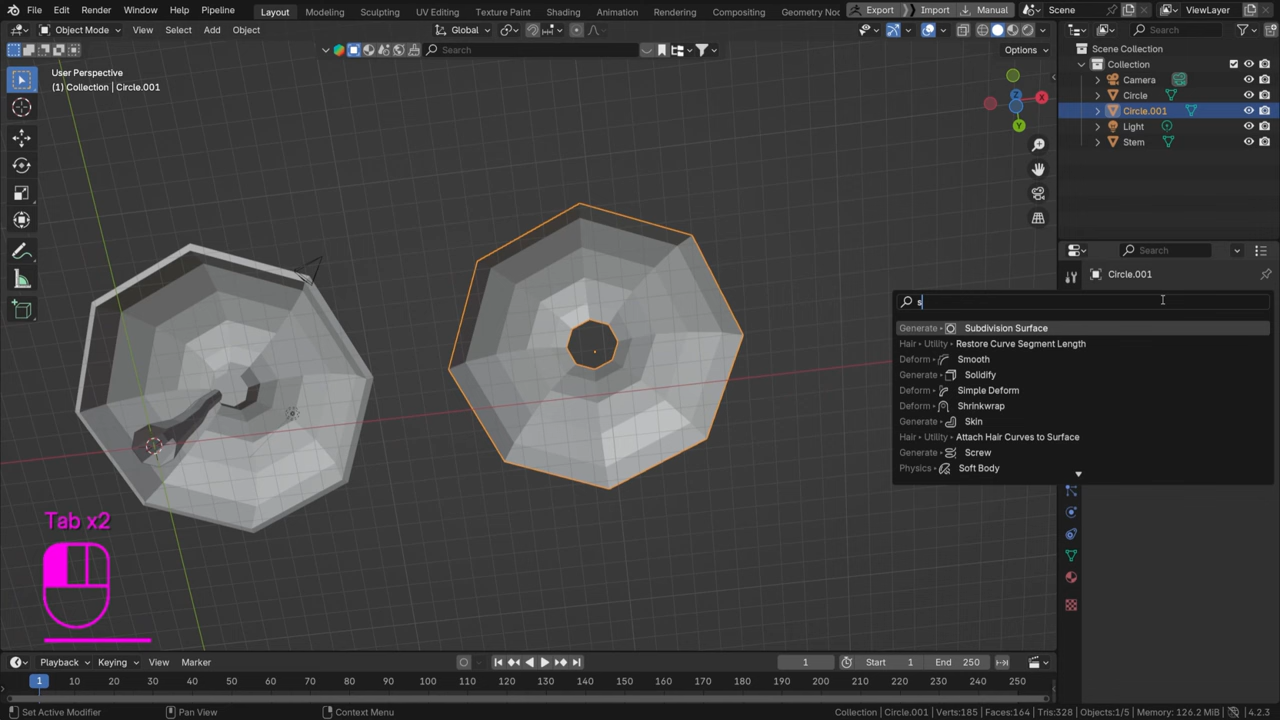 File Edit Render Window Help Pipeline Layout Modeling Sculpting UV Editing Texture Paint Shading Animation Rendering Compositing Geometry Nod Export Import Manual Scene ViewLayer
Object Mode View Select Add Object Global Search
Search Options
User Perspective
(1) Collection | Circle.001
Scene Collection
Collection
Camera
Circle
Circle.001
Light
Stem
Z X Y
Search
Circle.001
s
Generate Subdivision Surface
Hair Utility Restore Curve Segment Length
Deform Smooth
Generate Solidify
Deform Simple Deform
Deform Shrinkwrap
Generate Skin
Hair Utility Attach Hair Curves to Surface
Generate Screw
Physics Soft Body
Tab x2
Playback Keying View Marker 1 Start 1 End 250
1 10 20 30 40 50 60 70 80 90 100 110 120 130 140 150 160 170 180 190 200 210 220 230 240 250
Set Active Modifier Pan View Context Menu Collection | Circle.001 | Verts:185 | Faces:164 | Tris:328 | Objects:1/5 | Memory: 126.2 MiB | 4.2.3